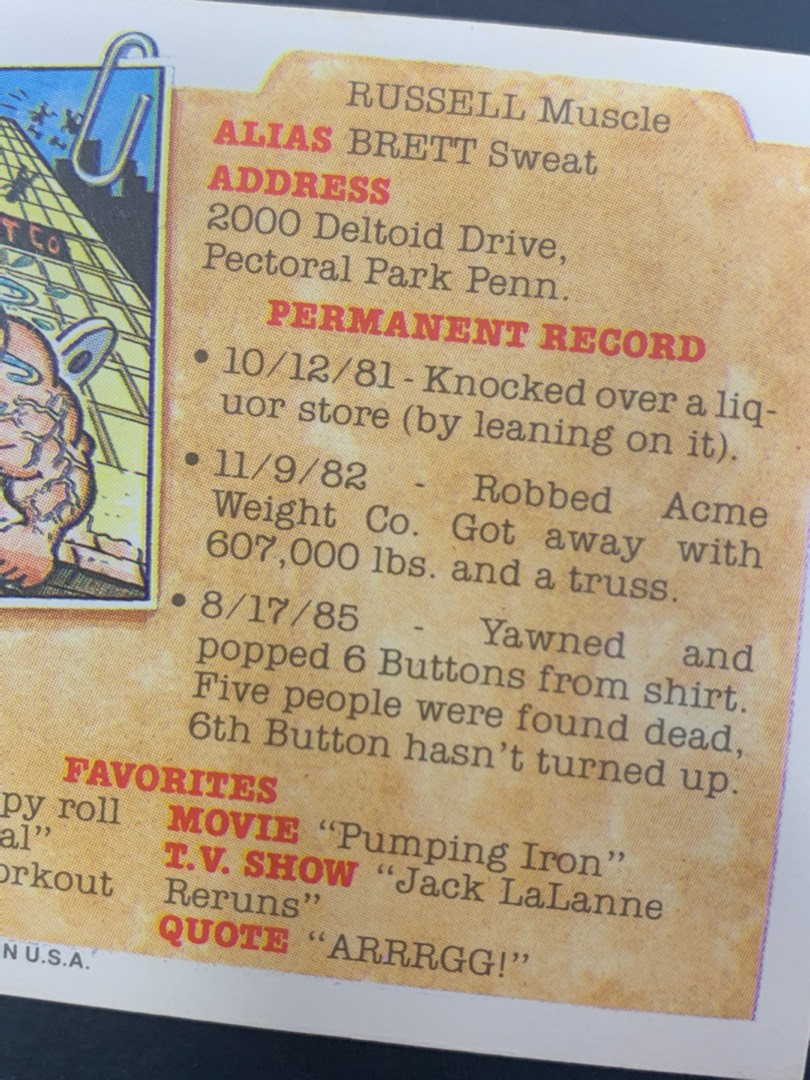 RUSSELL Muscle
ALIAS BRETT Sweat
ADDRESS
2000 Deltoid Drive,
Pectoral Park Penn.
T Co
PERMANENT RECORD
• 10/12/81 - Knocked over a liq-
uor store (by leaning on it).
• 11/9/82 - Robbed Acme
Weight Co. Got away with
607,000 lbs. and a truss.
• 8/17/85 - Yawned and
popped 6 Buttons from shirt.
Five people were found dead,
6th Button hasn't turned up.
FAVORITES
py roll
al"
orkout
MOVIE "Pumping Iron"
T.V. SHOW "Jack LaLanne
Reruns"
QUOTE "ARRRGG!"
N U.S.A.